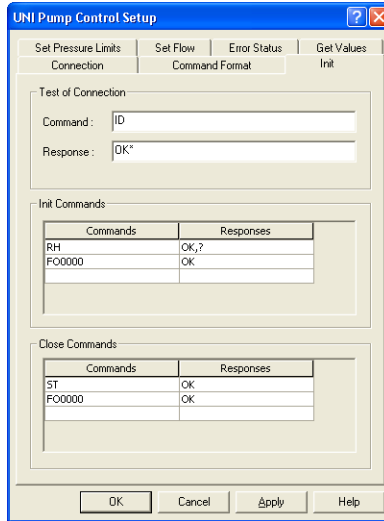 UNI Pump Control Setup
Set Pressure Limits Set Flow Error Status Get Values
Connection Command Format Init
Test of Connection
Command : ID
Response : OK*
Init Commands
Commands Responses
RH OK,?
FO0000 OK
Close Commands
Commands Responses
ST OK
FO0000 OK
OK Cancel Apply Help